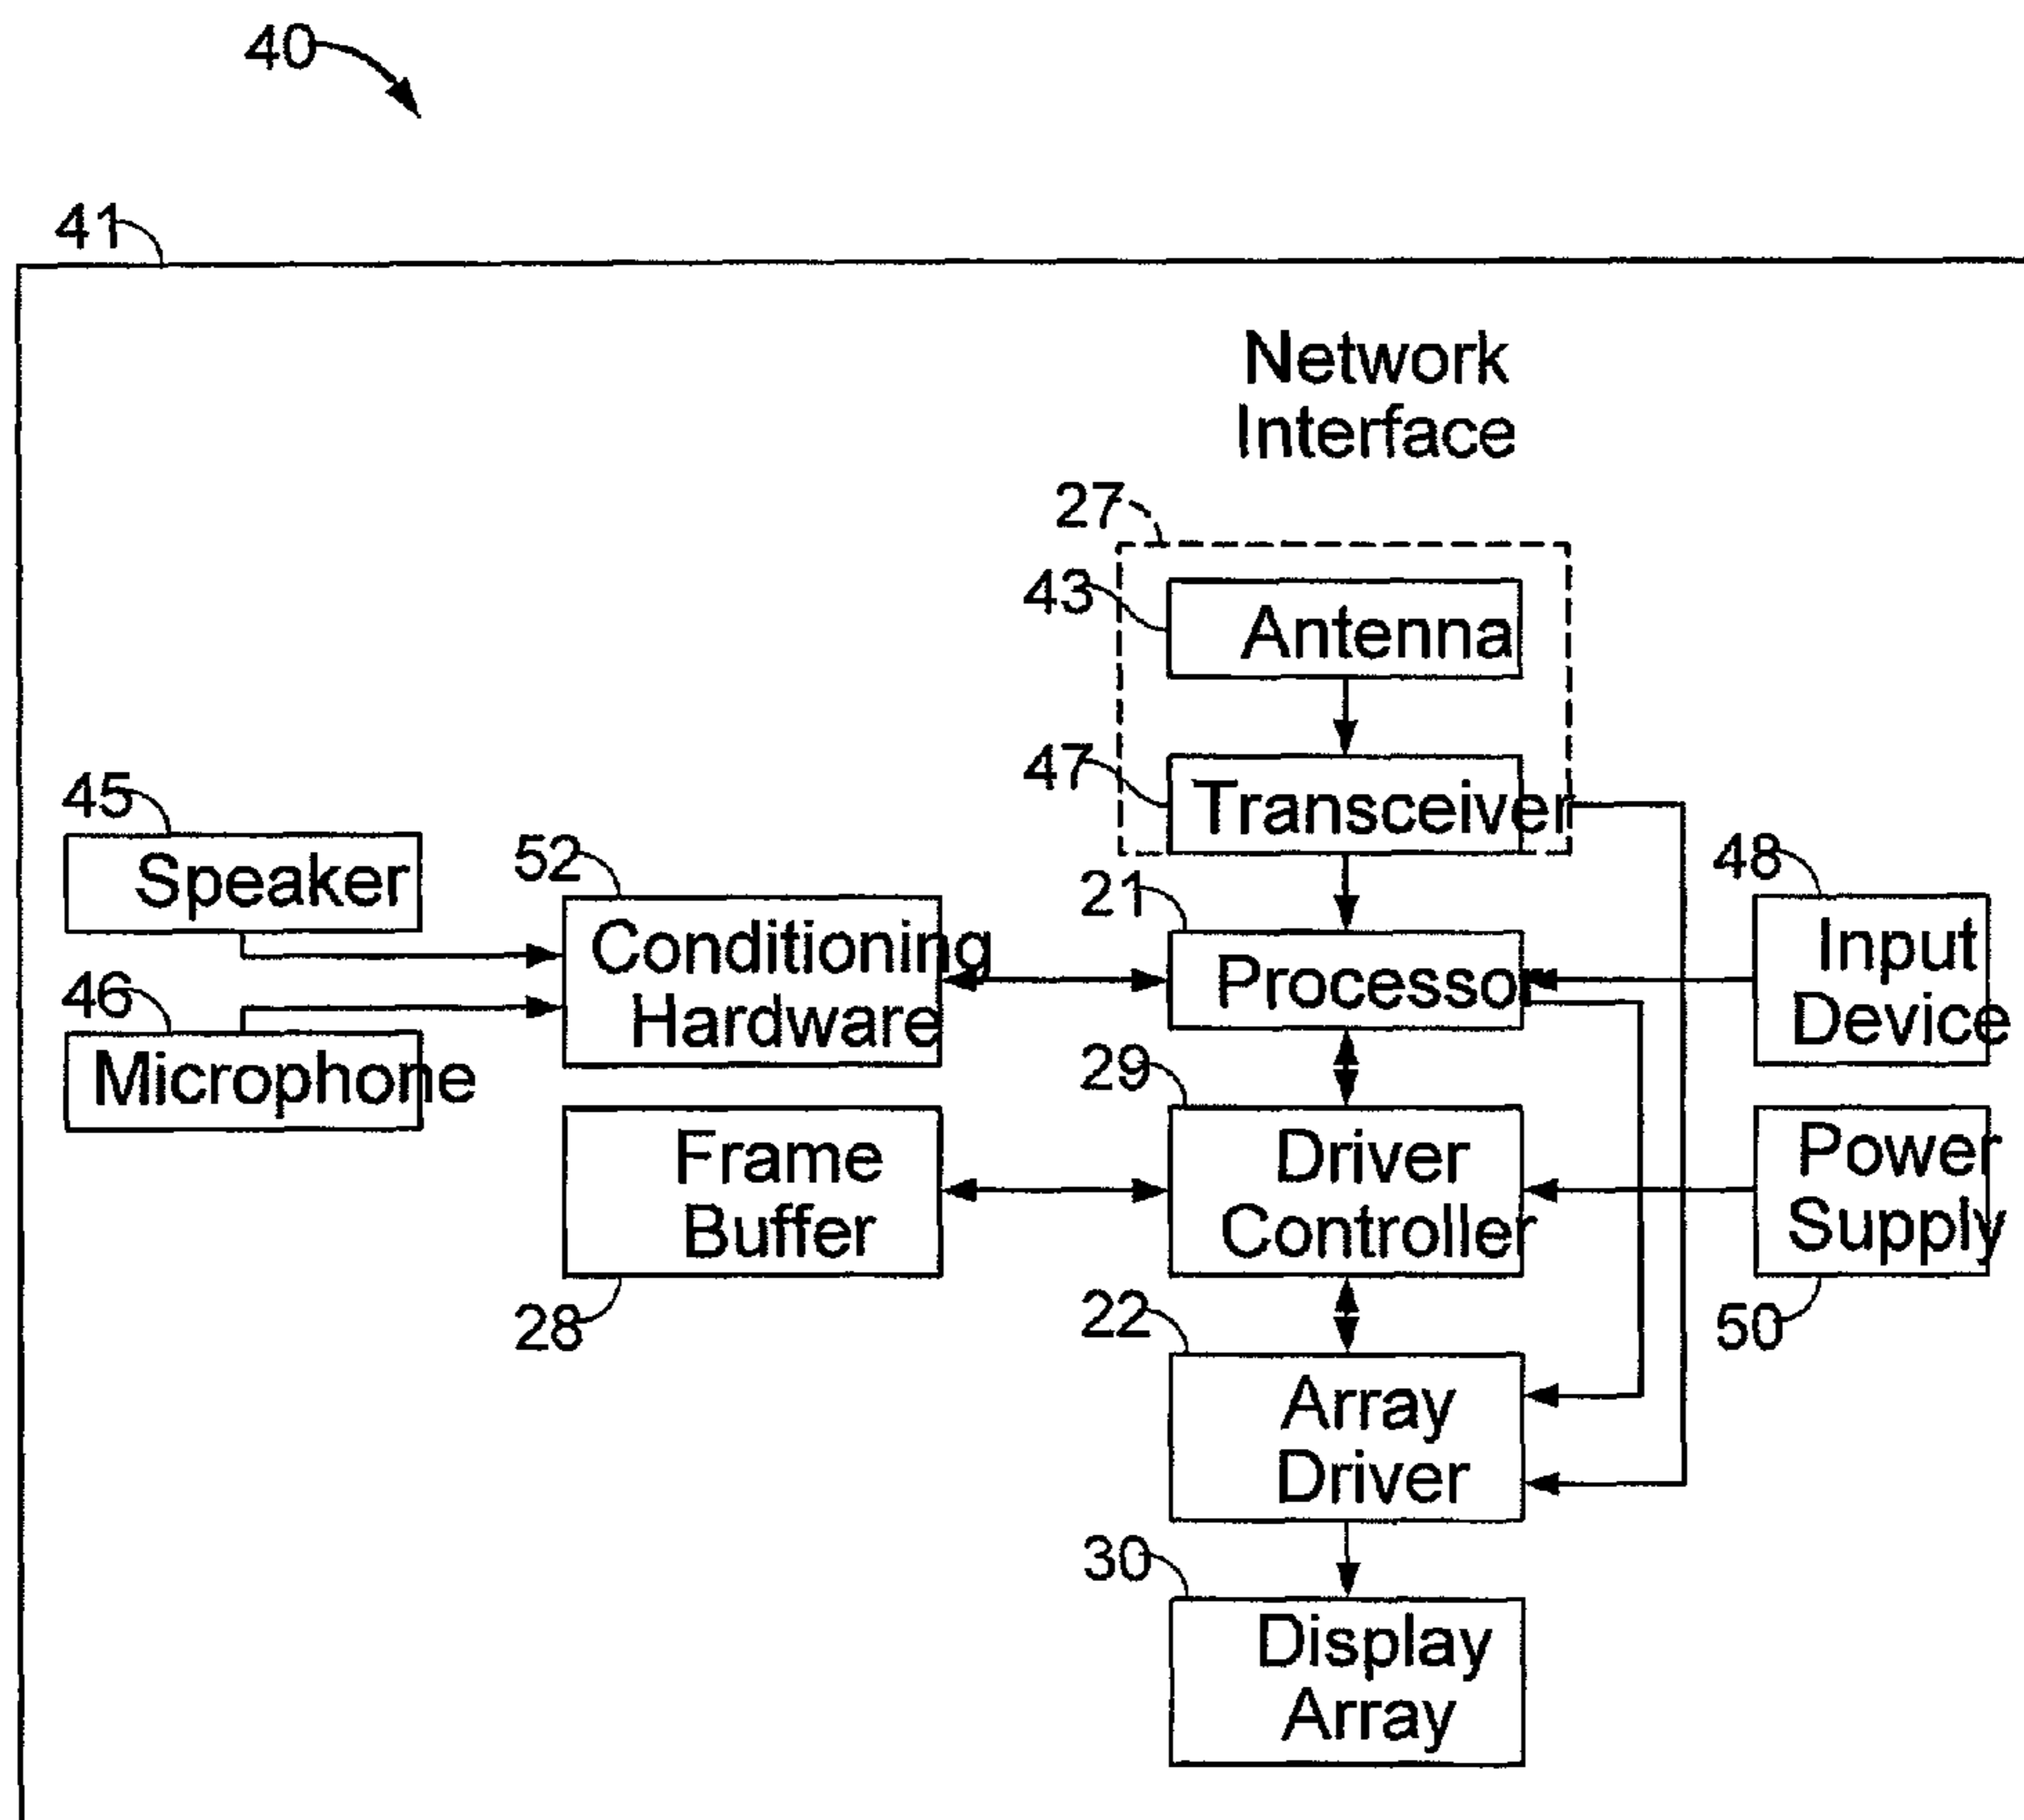 40
41
Network
Interface
27
43
Antenna
47
Transceiver
45
Speaker
52
Conditioning
Hardware
21
Processor
48
Input
Device
46
Microphone
29
Driver
Controller
Frame
Buffer
28
Power
Supply
50
22
Array
Driver
30
Display
Array